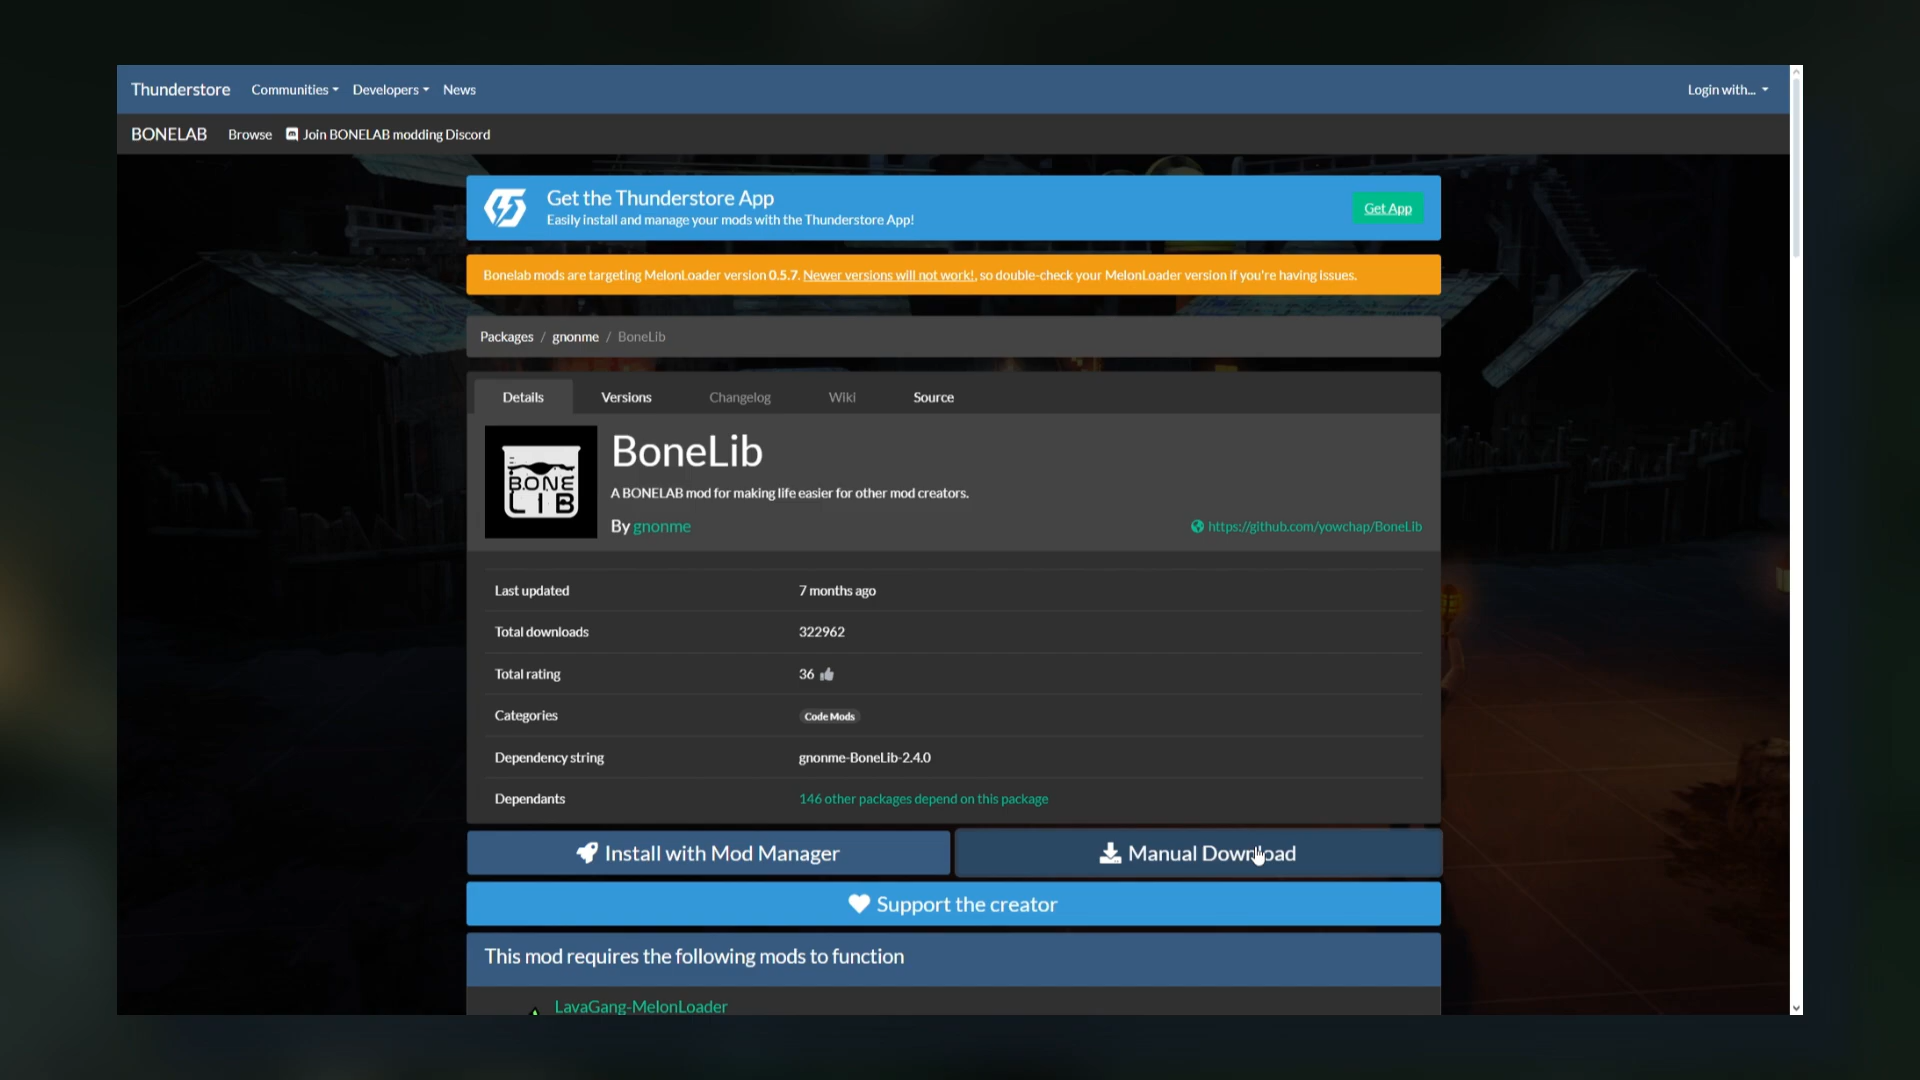 Thunderstore Communities Developers News Login with...
BONELAB Browse Join BONELAB modding Discord
Get the Thunderstore App
Easily install and manage your mods with the Thunderstore App!
Get App
Bonelab mods are targeting MelonLoader version 0.5.7. Newer versions will not work!, so double-check your MelonLoader version if you're having issues.
Packages / gnonme / BoneLib
Details Versions Changelog Wiki Source
BONE
LIB
BoneLib
A BONELAB mod for making life easier for other mod creators.
By gnonme https://github.com/yowchap/BoneLib
Last updated 7 months ago
Total downloads 322962
Total rating 36
Categories Code Mods
Dependency string gnonme-BoneLib-2.4.0
Dependants 146 other packages depend on this package
Install with Mod Manager Manual Download
Support the creator
This mod requires the following mods to function
LavaGang-MelonLoader